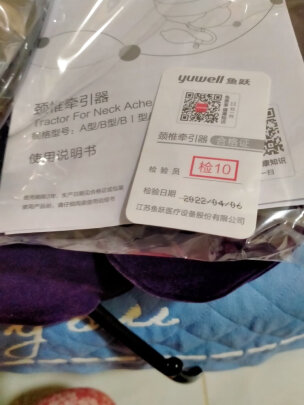 yuwell 鱼跃
颈椎牵引器
Tractor For Neck Ache
规格型号：A型/B型/BⅠ型
使用说明书
颈椎牵引器 合格证
检验员 检10
检验日期 2022/04/06
江苏鱼跃医疗设备股份有限公司